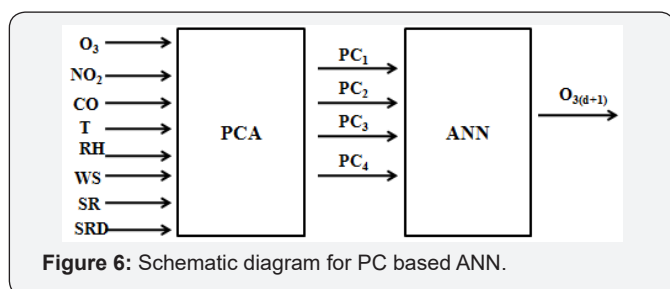 O₃
NO₂
CO
T
RH
WS
SR
SRD
PCA
PC₁
PC₂
PC₃
PC₄
ANN
O₃₍d+1₎
Figure 6: Schematic diagram for PC based ANN.